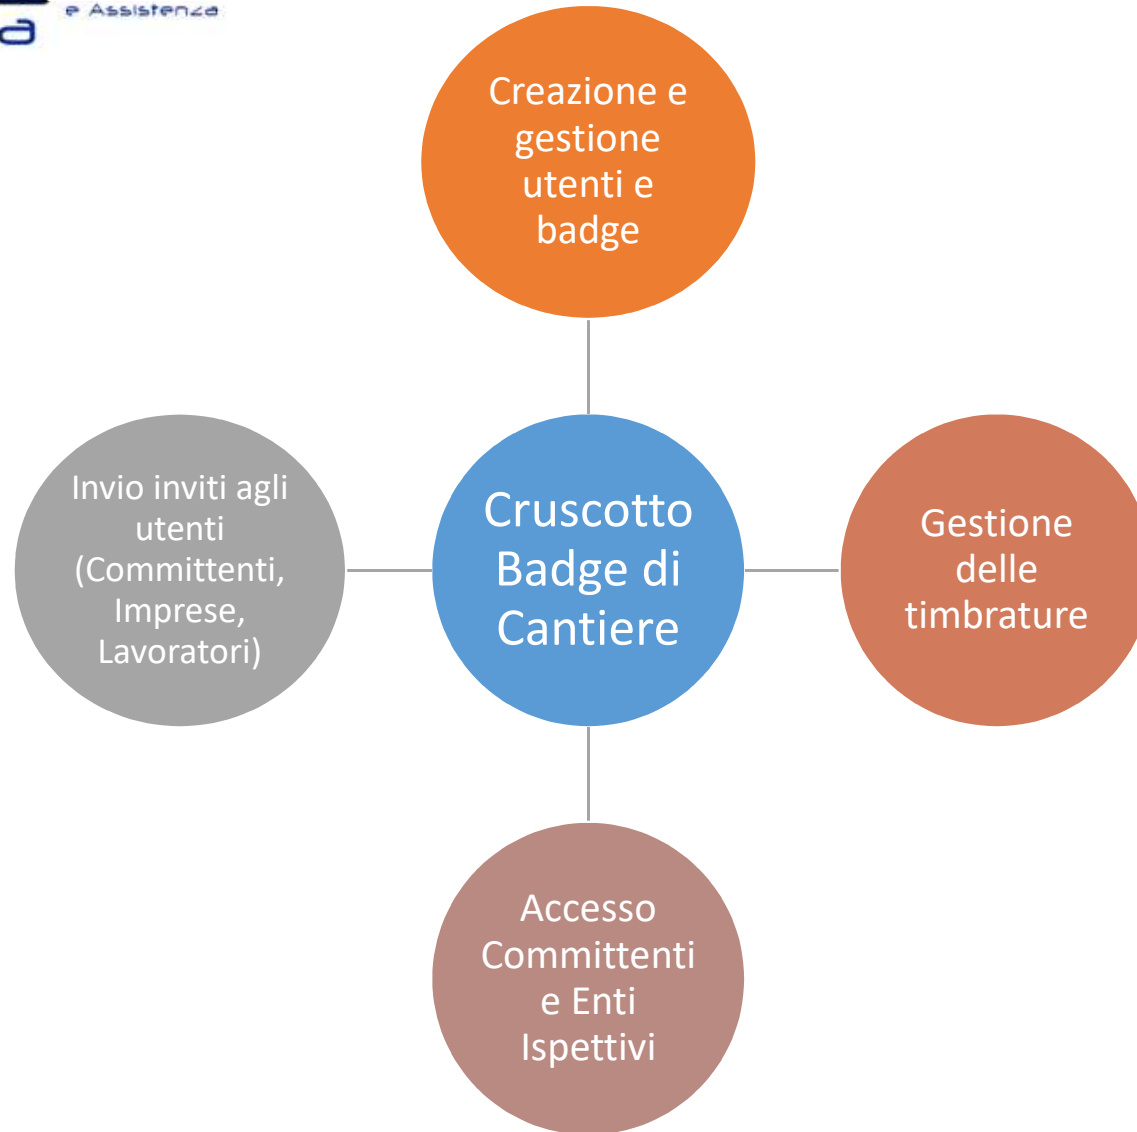 e Assistenza
a
Creazione e
gestione
utenti e
badge
Invio inviti agli
utenti
(Committenti,
Imprese,
Lavoratori)
Cruscotto
Badge di
Cantiere
Gestione
delle
timbrature
Accesso
Committenti
e Enti
Ispettivi